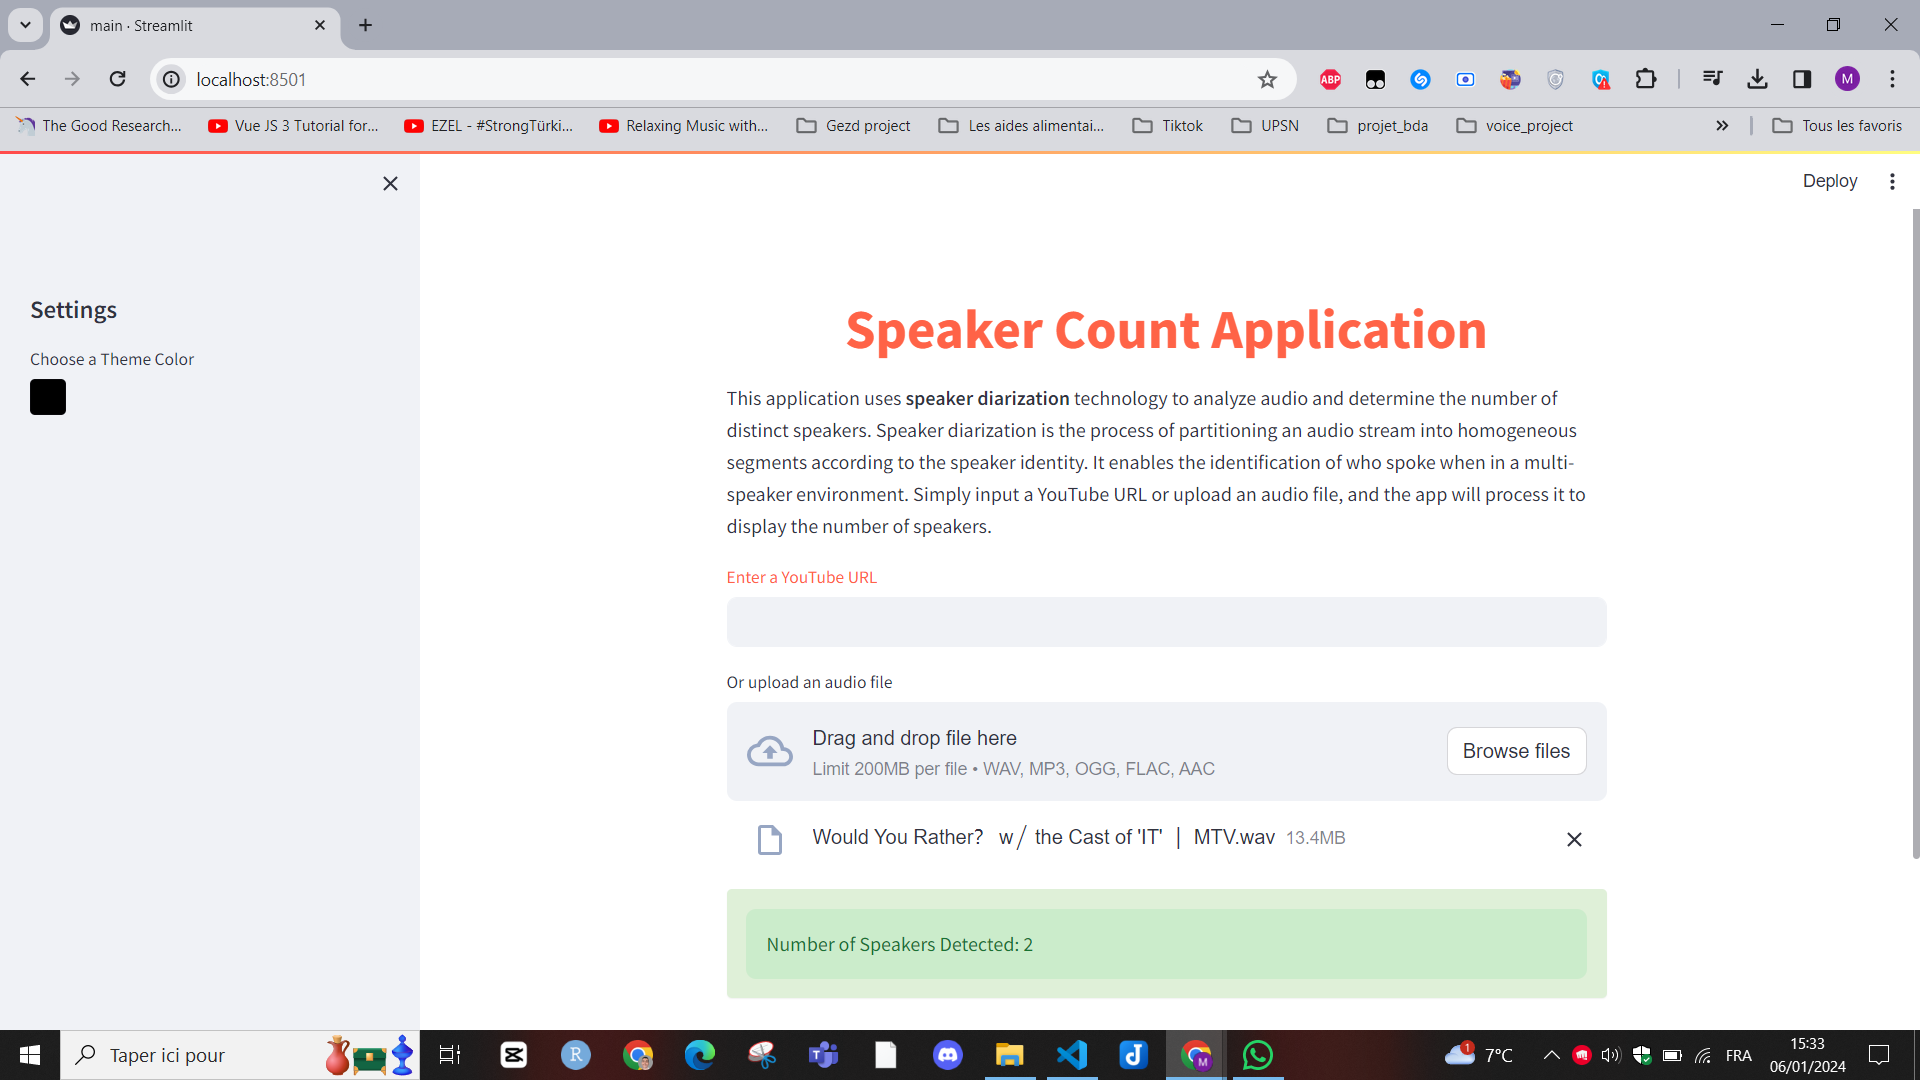 main · Streamlit
localhost:8501
ABP
M
The Good Research...
Vue JS 3 Tutorial for...
EZEL - #StrongTürki...
Relaxing Music with...
Gezd project
Les aides alimentai...
Tiktok
UPSN
projet_bda
voice_project
Tous les favoris
Deploy
Settings
Choose a Theme Color
Speaker Count Application
This application uses speaker diarization technology to analyze audio and determine the number of
distinct speakers. Speaker diarization is the process of partitioning an audio stream into homogeneous
segments according to the speaker identity. It enables the identification of who spoke when in a multi-
speaker environment. Simply input a YouTube URL or upload an audio file, and the app will process it to
display the number of speakers.
Enter a YouTube URL
Or upload an audio file
Drag and drop file here
Limit 200MB per file • WAV, MP3, OGG, FLAC, AAC
Browse files
Would You Rather? w/ the Cast of 'IT' | MTV.wav 13.4MB
Number of Speakers Detected: 2
Taper ici pour
R
M
1
7°C
FRA
15:33
06/01/2024